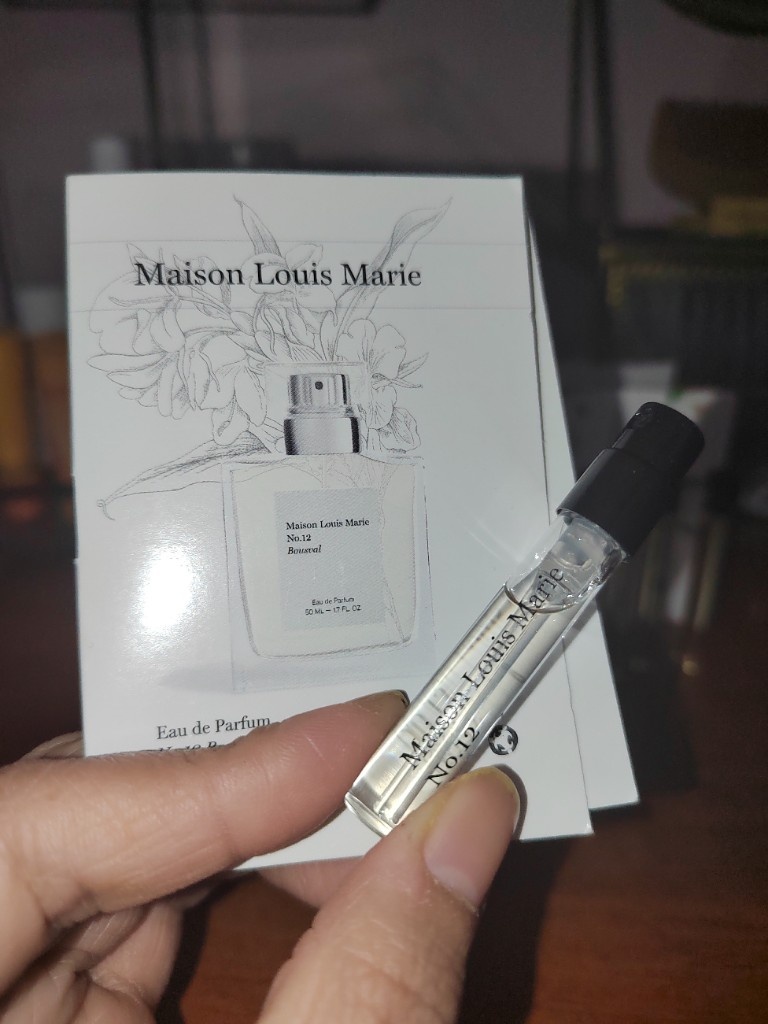 Maison Louis Marie
Maison Louis Marie
No.12
Bousval
Eau de Parfum
50 ML — 1.7 FL. OZ
Eau de Parfum
Maison Louis Marie
No.12